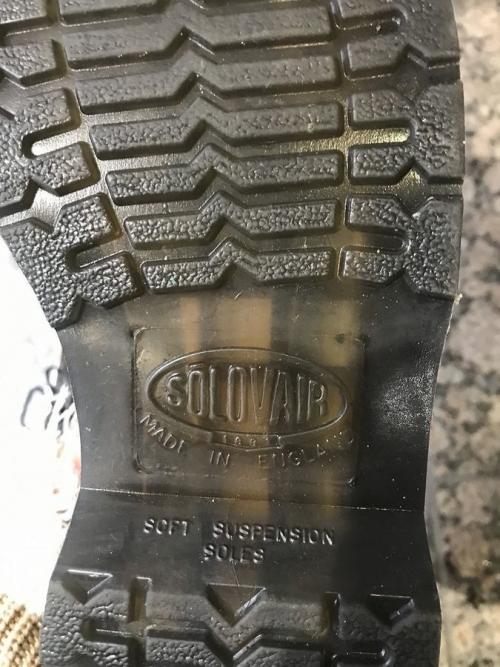 SOLOVAIR
MADE IN ENGLAND
SOFT SUSPENSION
SOLES